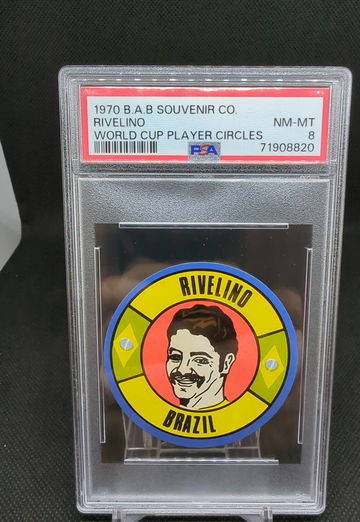 1970 B.A.B SOUVENIR CO.
RIVELINO NM-MT
WORLD CUP PLAYER CIRCLES 8
PSA 71908820
RIVELINO
BRAZIL